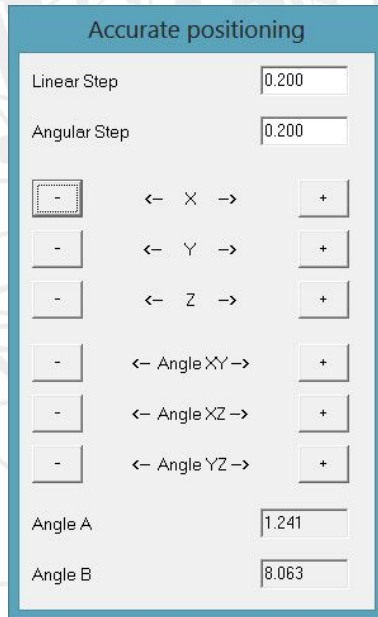 Accurate positioning
Linear Step 0.200
Angular Step 0.200
- <- X -> +
- <- Y -> +
- <- Z -> +
- <- Angle XY -> +
- <- Angle XZ -> +
- <- Angle YZ -> +
Angle A 1.241
Angle B 8.063